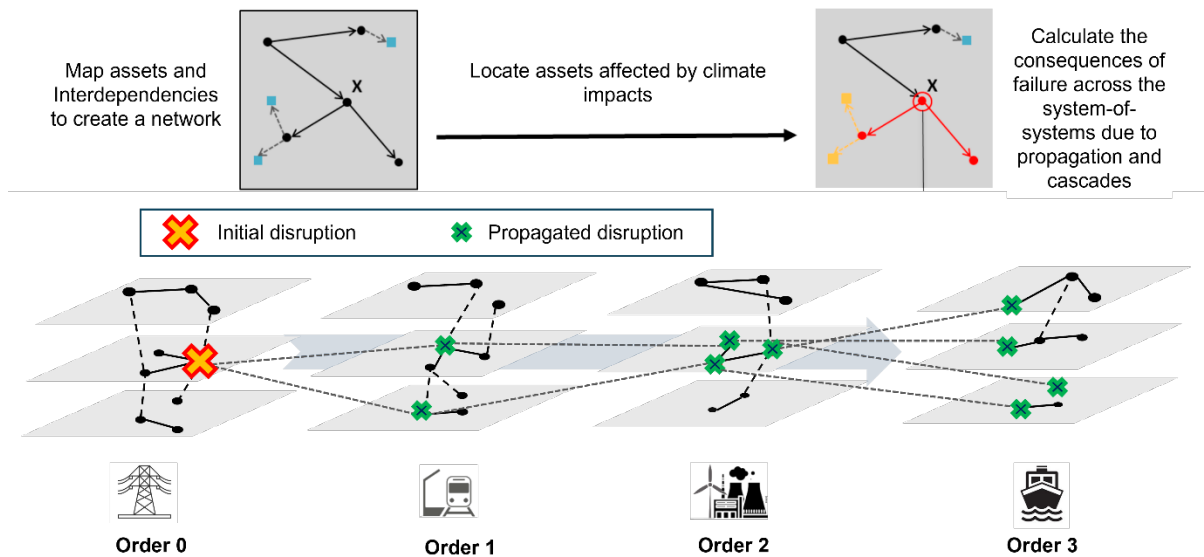 Map assets and
Interdependencies
to create a network
X
Locate assets affected by climate
impacts
X
Calculate the
consequences of
failure across the
system-of-
systems due to
propagation and
cascades
Initial disruption
Propagated disruption
Order 0
Order 1
Order 2
Order 3